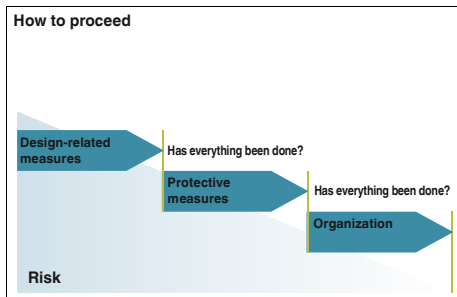 How to proceed
Design-related
measures
Has everything been done?
Protective
measures
Has everything been done?
Organization
Risk